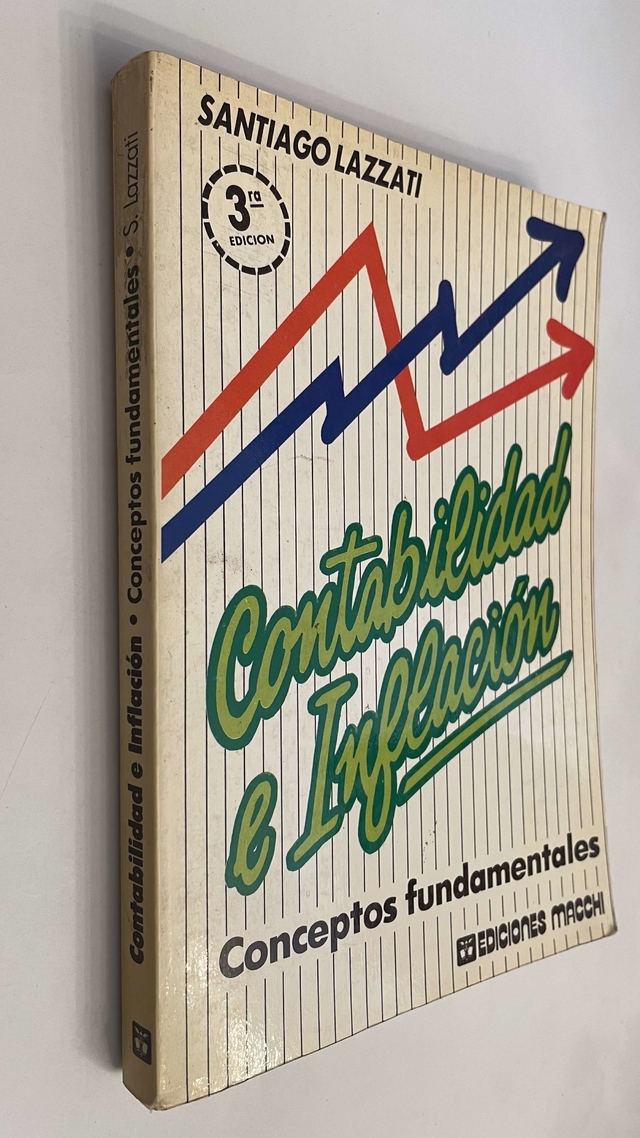 SANTIAGO LAZZATI
3ra
EDICION
Contabilidad
e Inflación
Conceptos fundamentales
EDICIONES MACCHI
Contabilidad e Inflación • Conceptos fundamentales • S. Lazzati